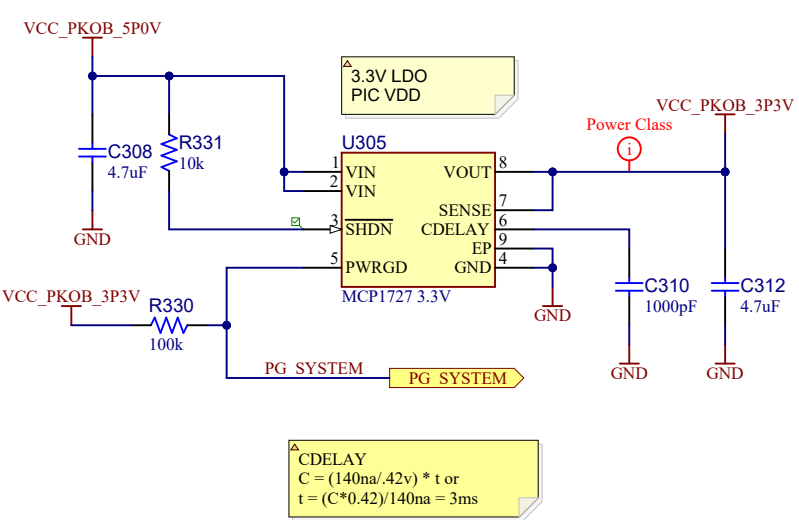 VCC_PKOB_5P0V
3.3V LDO
PIC VDD
VCC_PKOB_3P3V
Power Class
i
U305
C308
4.7uF
R331
10k
GND
1 VIN
2 VIN
3 SHDN
5 PWRGD
VOUT 8
SENSE 7
CDELAY 6
EP 9
GND 4
MCP1727 3.3V
GND
C310
1000pF
GND
C312
4.7uF
GND
VCC_PKOB_3P3V
R330
100k
PG_SYSTEM
PG_SYSTEM
CDELAY
C = (140na/.42v) * t or
t = (C*0.42)/140na = 3ms